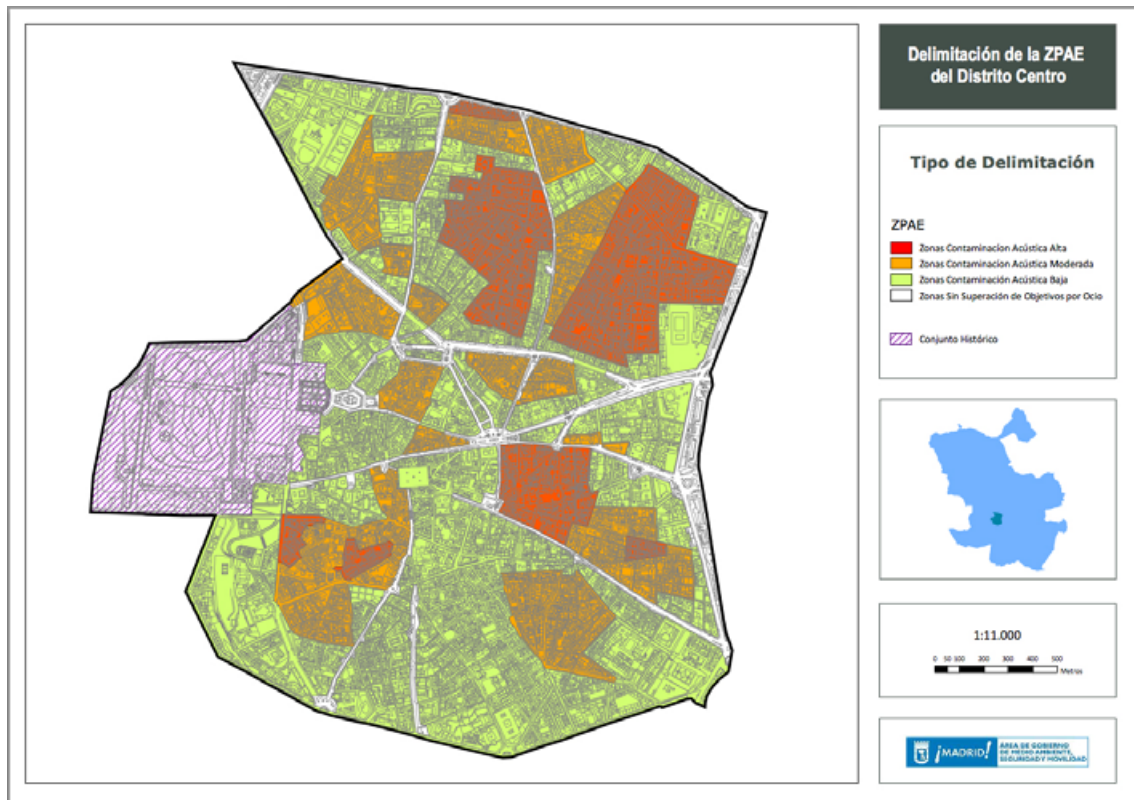 Delimitación de la ZPAE
del Distrito Centro
Tipo de Delimitación
ZPAE
Zonas Contaminacíon Acústica Alta
Zonas Contaminacíon Acústica Moderada
Zonas Contaminación Acústica Baja
Zonas Sin Superación de Objetivos por Ocio
Conjunto Histórico
1:11.000
0 50 100 200 300 400 500
Metros
¡MADRID!
ÁREA DE GOBIERNO
DE MEDIO AMBIENTE,
SEGURIDAD Y MOVILIDAD